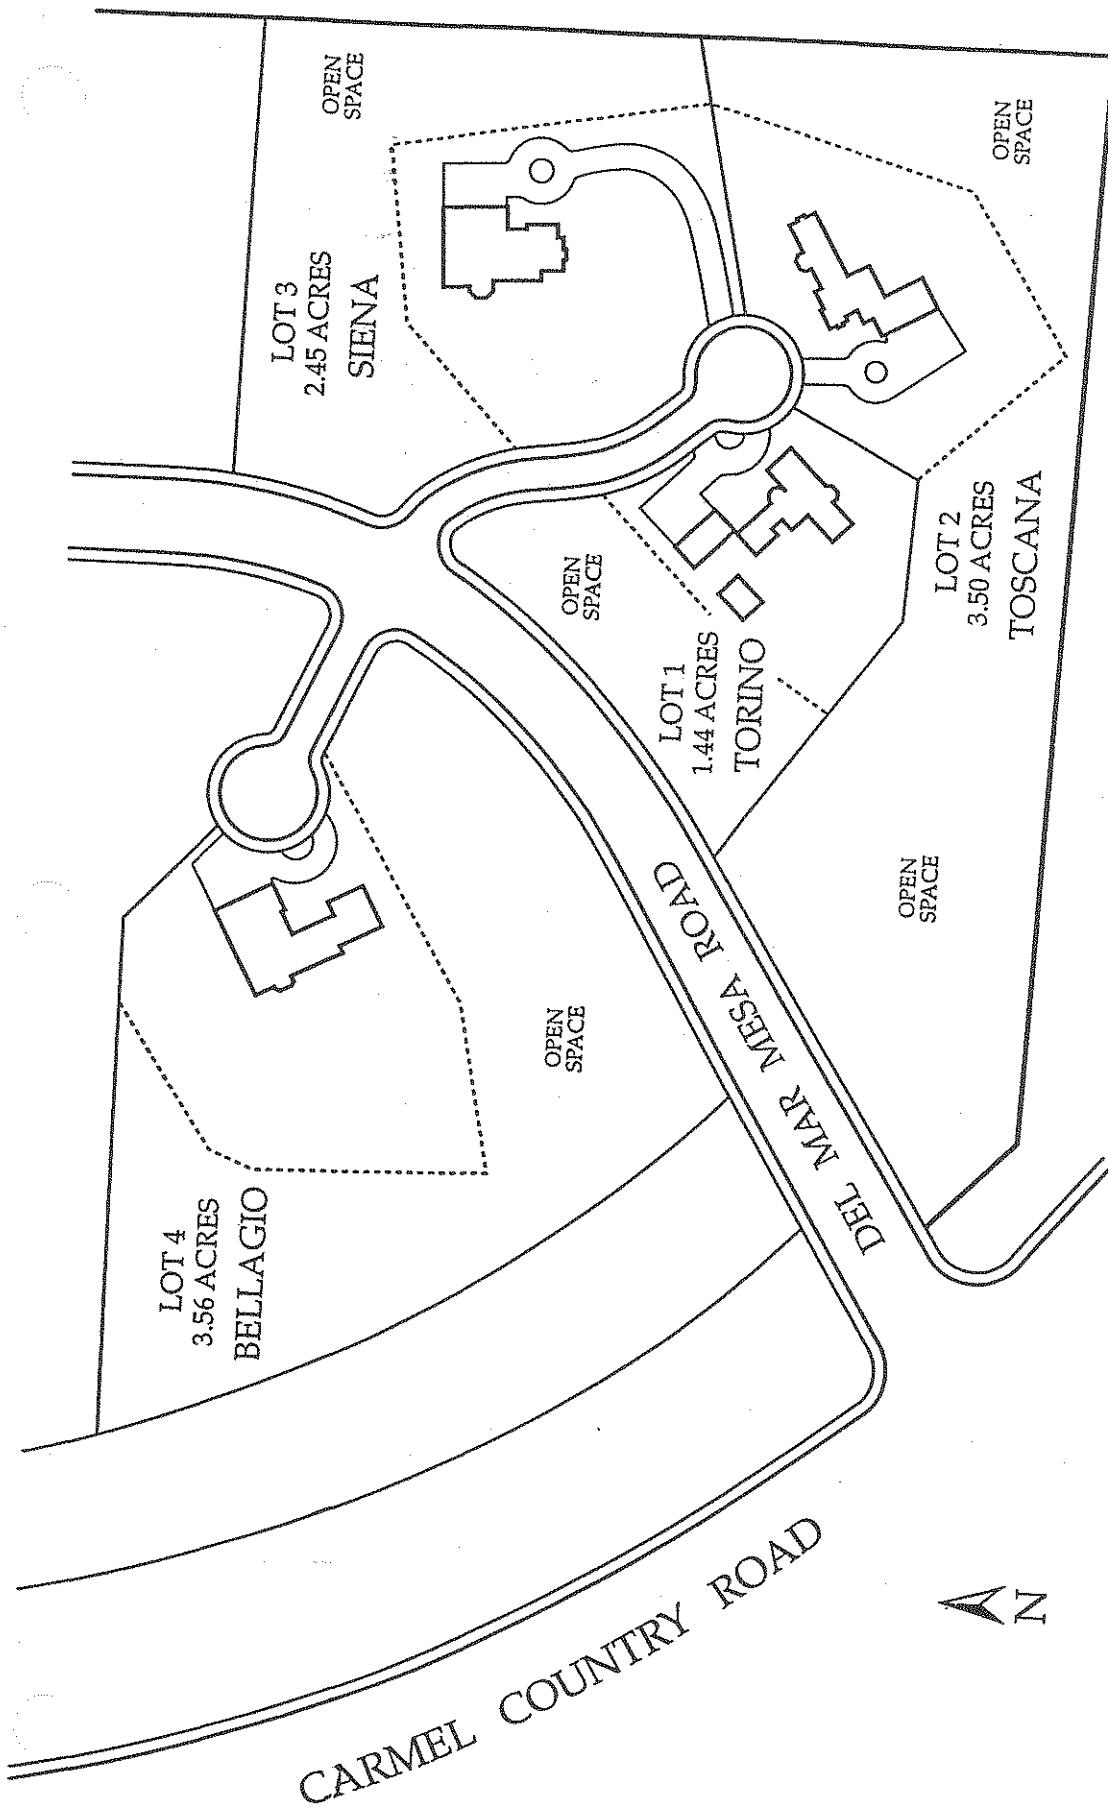 LOT 4
3.56 ACRES
BELLAGIO
OPEN
SPACE
LOT 3
2.45 ACRES
SIENA
OPEN
SPACE
OPEN
SPACE
LOT 1
1.44 ACRES
TORINO
OPEN
SPACE
LOT 2
3.50 ACRES
TOSCANA
OPEN
SPACE
DEL MAR MESA ROAD
CARMEL COUNTRY ROAD
N